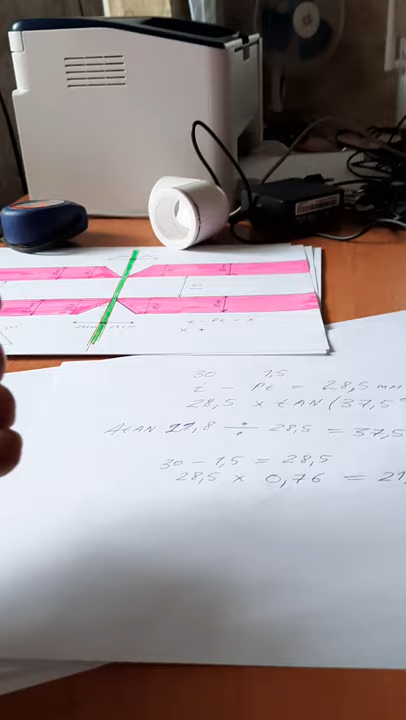 t - Pt = x
x
30 1,5
t - Pt = 28,5 mm
28,5 x tAN (37,5°
AtAN 21,8 ÷ 28,5 = 37,5
30 - 1,5 = 28,5
28,5 x 0,76 = 21,